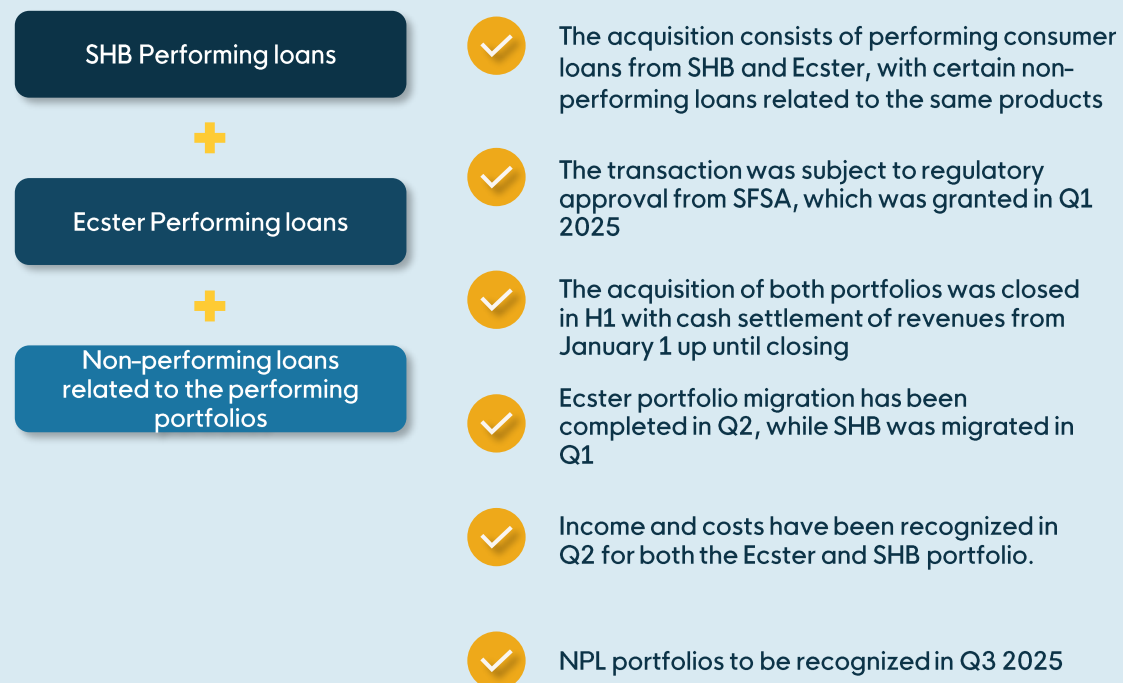 SHB Performing loans
Ecster Performing loans
Non-performing loans
related to the performing
portfolios
The acquisition consists of performing consumer
loans from SHB and Ecster, with certain non-
performing loans related to the same products
The transaction was subject to regulatory
approval from SFSA, which was granted in Q1
2025
The acquisition of both portfolios was closed
in H1 with cash settlement of revenues from
January 1 up until closing
Ecster portfolio migration has been
completed in Q2, while SHB was migrated in
Q1
Income and costs have been recognized in
Q2 for both the Ecster and SHB portfolio.
NPL portfolios to be recognized in Q3 2025